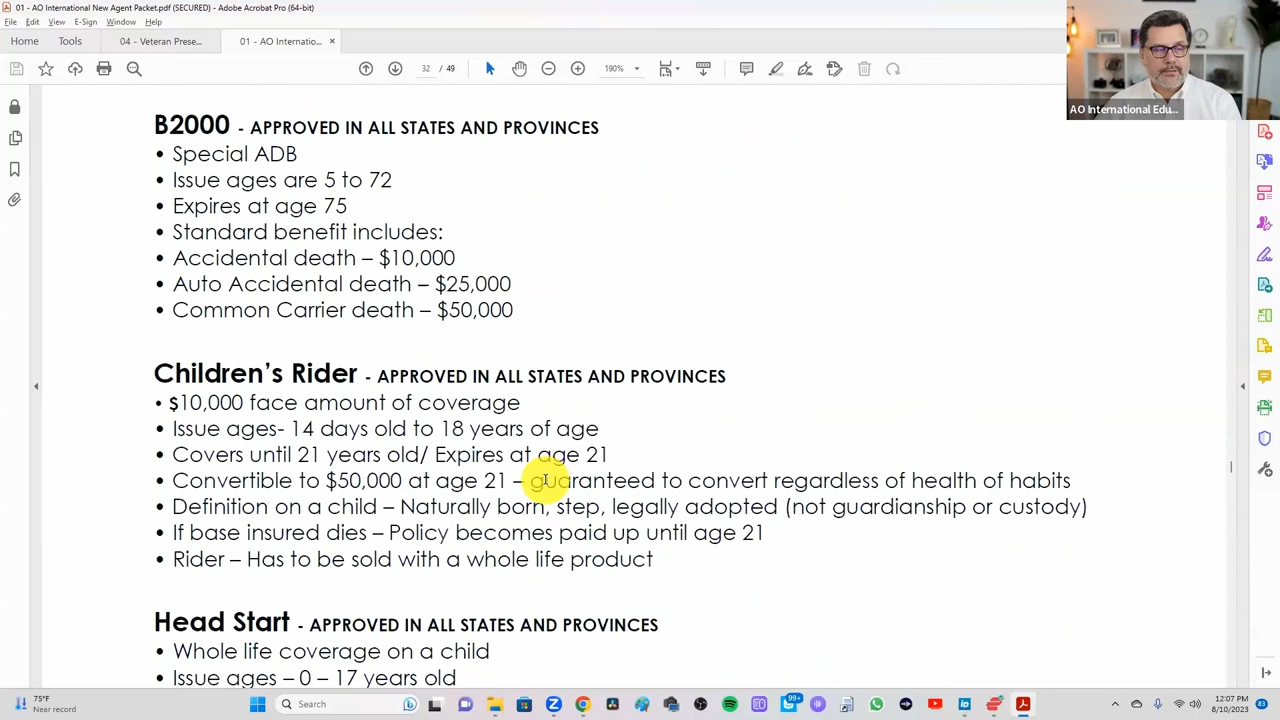 01 - AO International New Agent Packet.pdf (SECURED) - Adobe Acrobat Pro (64-bit)
File Edit View E-Sign Window Help
Home Tools 04 - Veteran Prese... 01 - AO Internatio... ×
32 / 49 190%
AO International Edu...
B2000 - APPROVED IN ALL STATES AND PROVINCES
• Special ADB
• Issue ages are 5 to 72
• Expires at age 75
• Standard benefit includes:
• Accidental death – $10,000
• Auto Accidental death – $25,000
• Common Carrier death – $50,000
Children's Rider - APPROVED IN ALL STATES AND PROVINCES
• $10,000 face amount of coverage
• Issue ages- 14 days old to 18 years of age
• Covers until 21 years old/ Expires at age 21
• Convertible to $50,000 at age 21 – guaranteed to convert regardless of health of habits
• Definition on a child – Naturally born, step, legally adopted (not guardianship or custody)
• If base insured dies – Policy becomes paid up until age 21
• Rider – Has to be sold with a whole life product
Head Start - APPROVED IN ALL STATES AND PROVINCES
• Whole life coverage on a child
• Issue ages – 0 – 17 years old
75°F
Near record
Search
99+
12:07 PM
8/10/2023
83